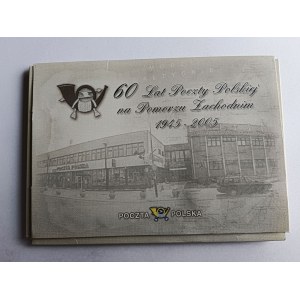 60 Lat Poczty Polskiej
na Pomorzu Zachodnim
1945-2005
POCZTA POLSKA